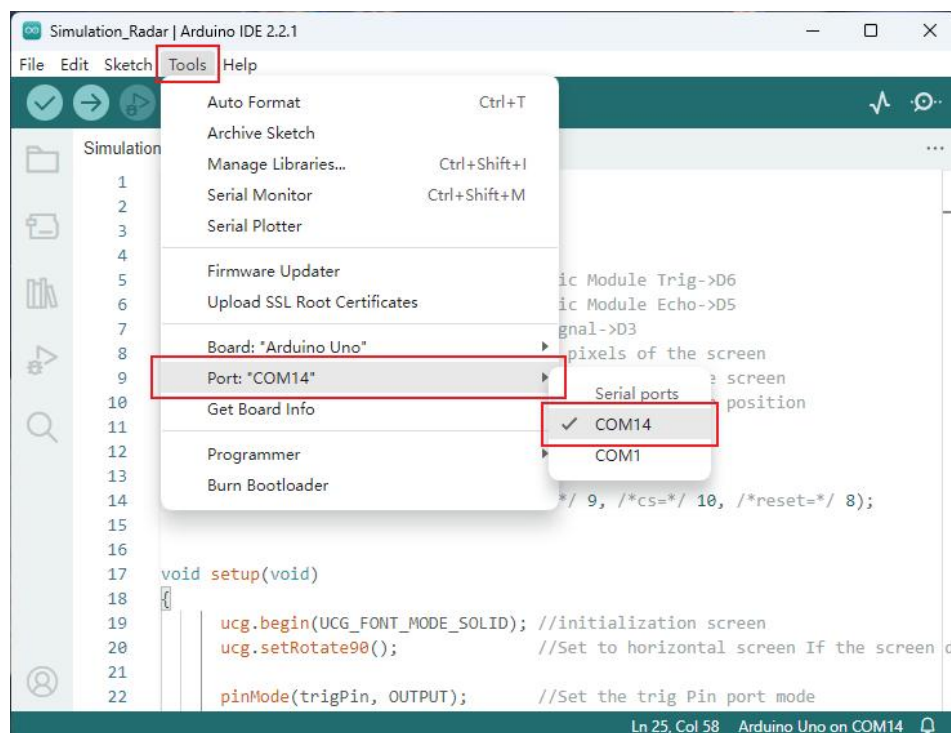 Simulation_Radar | Arduino IDE 2.2.1
File Edit Sketch Tools Help
Auto Format Ctrl+T
Archive Sketch
Simulation
Manage Libraries... Ctrl+Shift+I
1
Serial Monitor Ctrl+Shift+M
2
Serial Plotter
3
4
Firmware Updater
5 ic Module Trig->D6
Upload SSL Root Certificates
6 ic Module Echo->D5
7 gnal->D3
Board: "Arduino Uno"
8 pixels of the screen
Port: "COM14"
9 screen
Serial ports
10 position
Get Board Info
COM14
11
Programmer
12
COM1
13
Burn Bootloader
14 */ 9, /*cs=*/ 10, /*reset=*/ 8);
15
16
17 void setup(void)
18 {
19 ucg.begin(UCG_FONT_MODE_SOLID); //initialization screen
20 ucg.setRotate90(); //Set to horizontal screen If the screen
21
22 pinMode(trigPin, OUTPUT); //Set the trig Pin port mode
Ln 25, Col 58 Arduino Uno on COM14